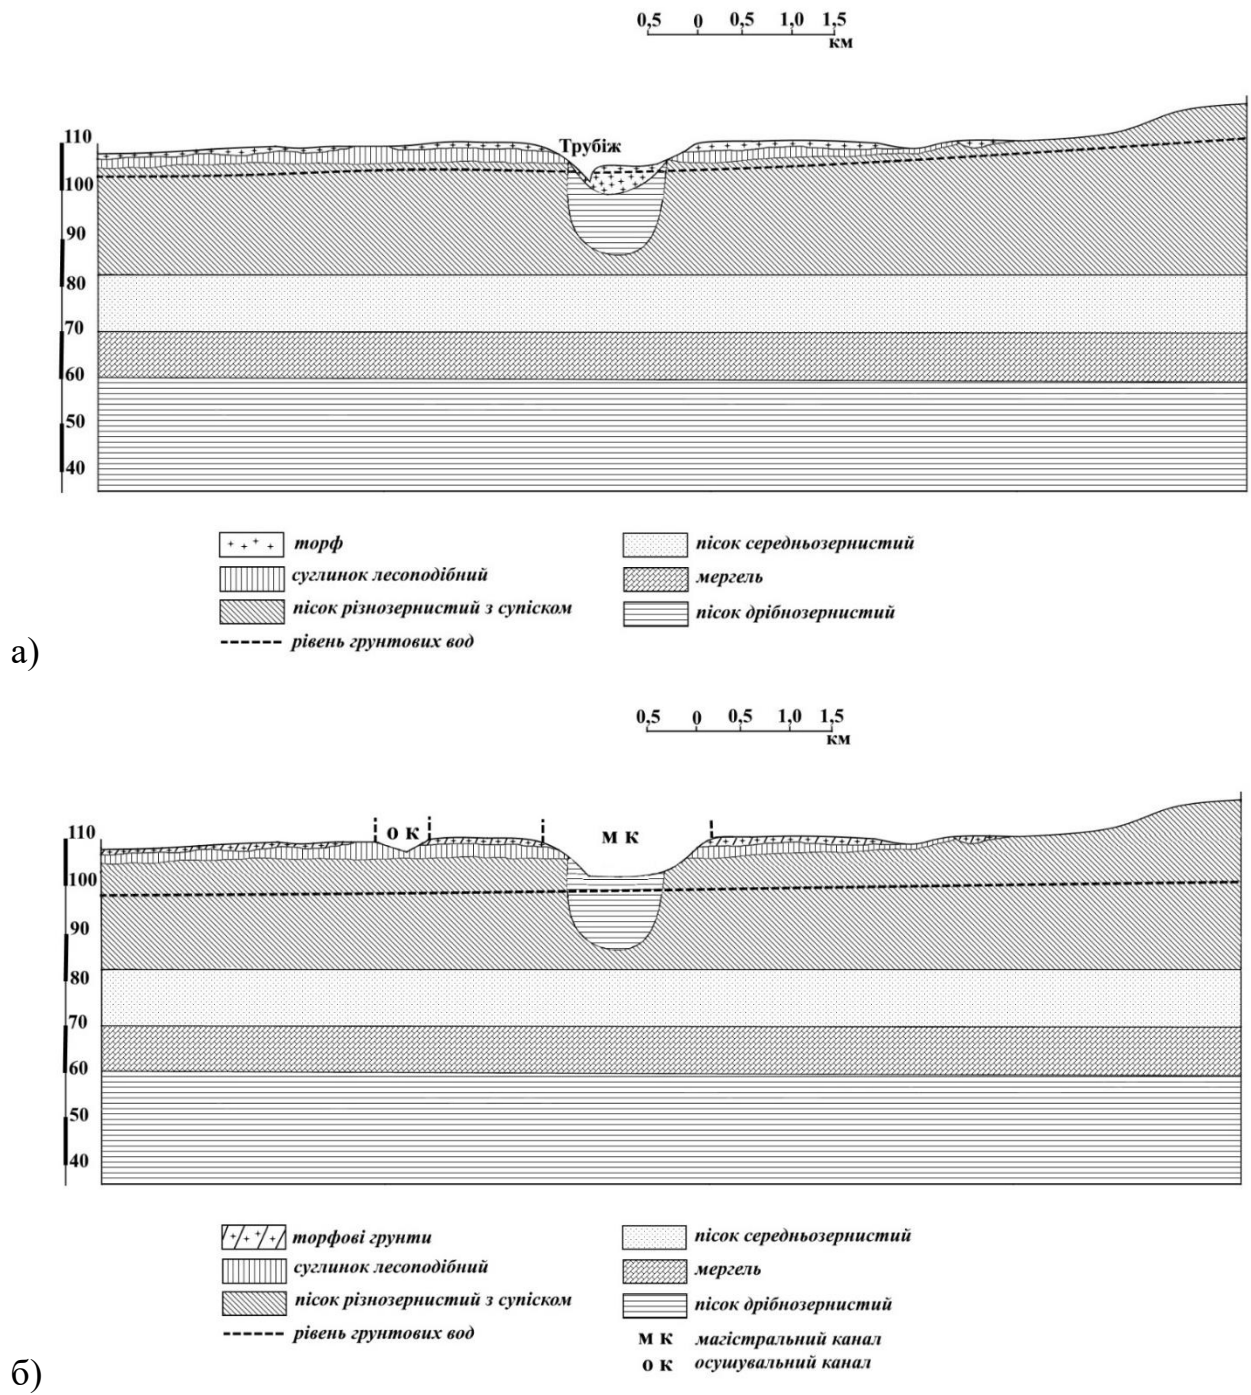 0,5 0 0,5 1,0 1,5
км
110
100
90
80
70
60
50
40
Трубіж
торф
суглинок лесоподібний
пісок різнозернистий з супіском
рівень грунтових вод
пісок середньозернистий
мергель
пісок дрібнозернистий
а)
0,5 0 0,5 1,0 1,5
км
110
100
90
80
70
60
50
40
о к
м к
торфові грунти
суглинок лесоподібний
пісок різнозернистий з супіском
рівень грунтових вод
пісок середньозернистий
мергель
пісок дрібнозернистий
м к магістральний канал
о к осушувальний канал
б)